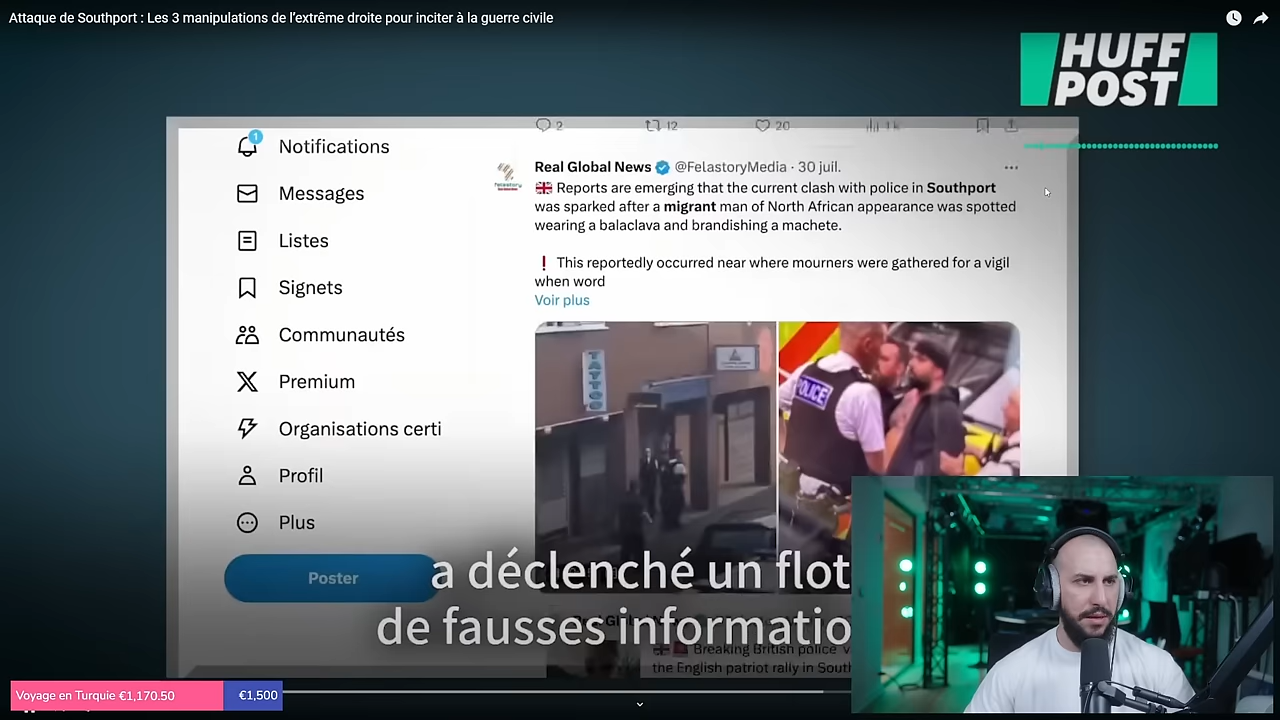 Attaque de Southport : Les 3 manipulations de l'extrême droite pour inciter à la guerre civile
HUFF
POST
2 12 20 1 k
1
Notifications
Messages
Listes
Signets
Communautés
Premium
Organisations certi
Profil
Plus
Poster
Real Global News @FelastoryMedia · 30 juil.
Reports are emerging that the current clash with police in Southport
was sparked after a migrant man of North African appearance was spotted
wearing a balaclava and brandishing a machete.
This reportedly occurred near where mourners were gathered for a vigil
when word
Voir plus
TATTOO
POLICE
a déclenché un flot
de fausses informatio
Breaking British police
the English patriot rally in South
Voyage en Turquie €1,170.50 €1,500